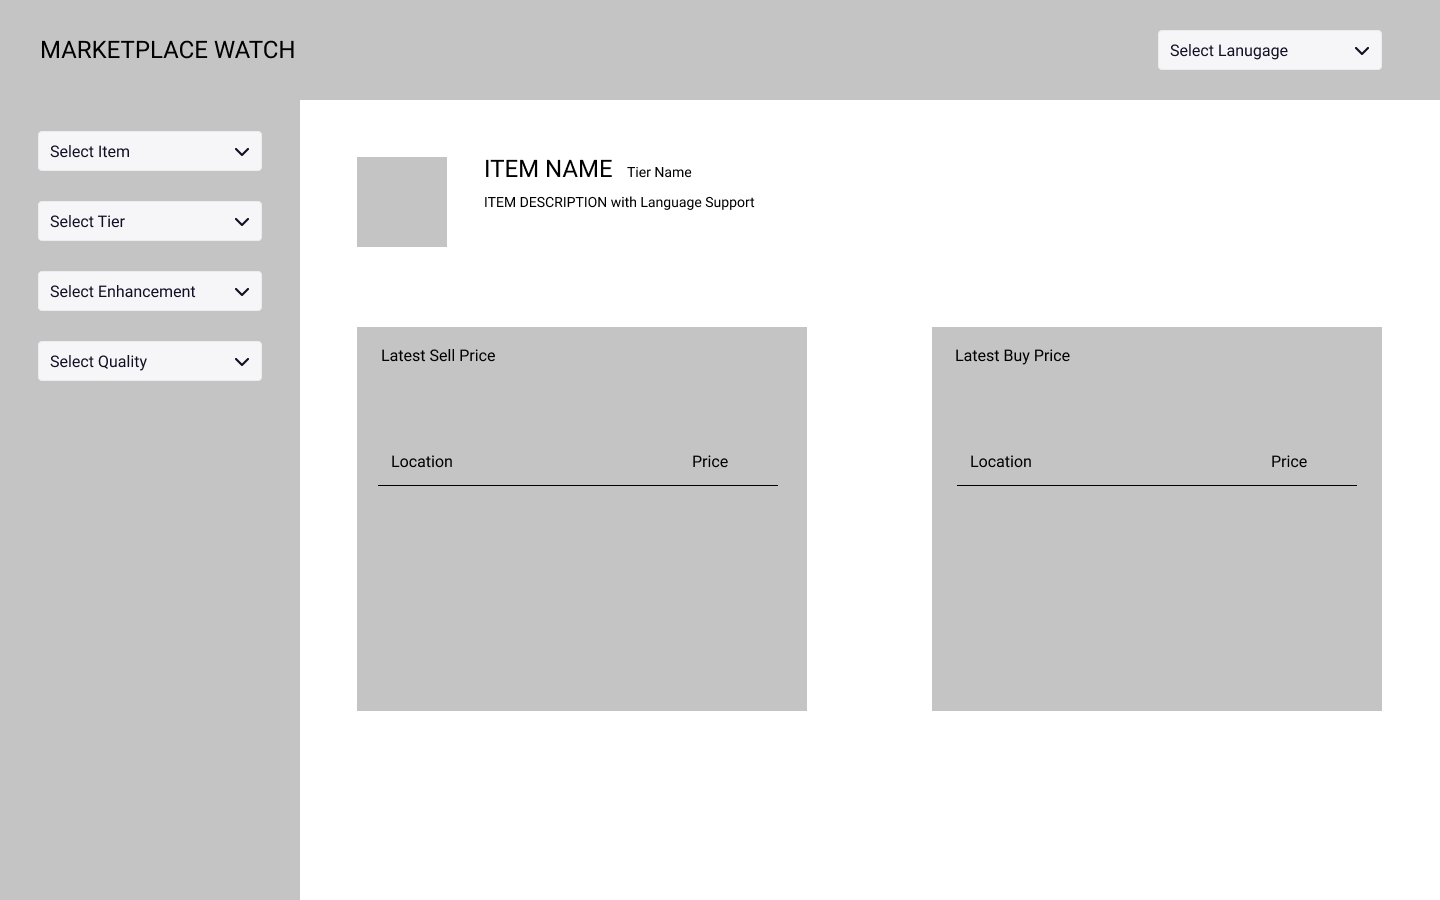 MARKETPLACE WATCH
Select Lanugage
Select Item
Select Tier
Select Enhancement
Select Quality
ITEM NAME Tier Name
ITEM DESCRIPTION with Language Support
Latest Sell Price
Location Price
Latest Buy Price
Location Price